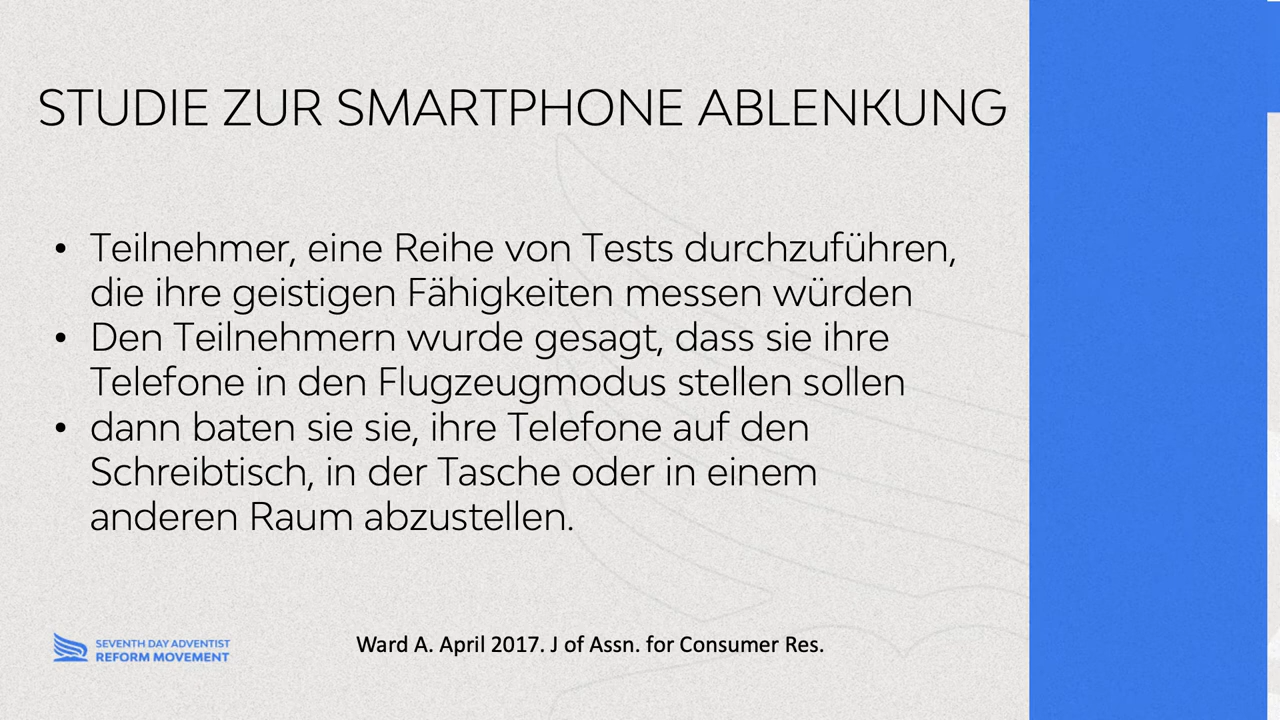 STUDIE ZUR SMARTPHONE ABLENKUNG
• Teilnehmer, eine Reihe von Tests durchzuführen,
die ihre geistigen Fähigkeiten messen würden
• Den Teilnehmern wurde gesagt, dass sie ihre
Telefone in den Flugzeugmodus stellen sollen
• dann baten sie sie, ihre Telefone auf den
Schreibtisch, in der Tasche oder in einem
anderen Raum abzustellen.
SEVENTH DAY ADVENTIST
REFORM MOVEMENT
Ward A. April 2017. J of Assn. for Consumer Res.